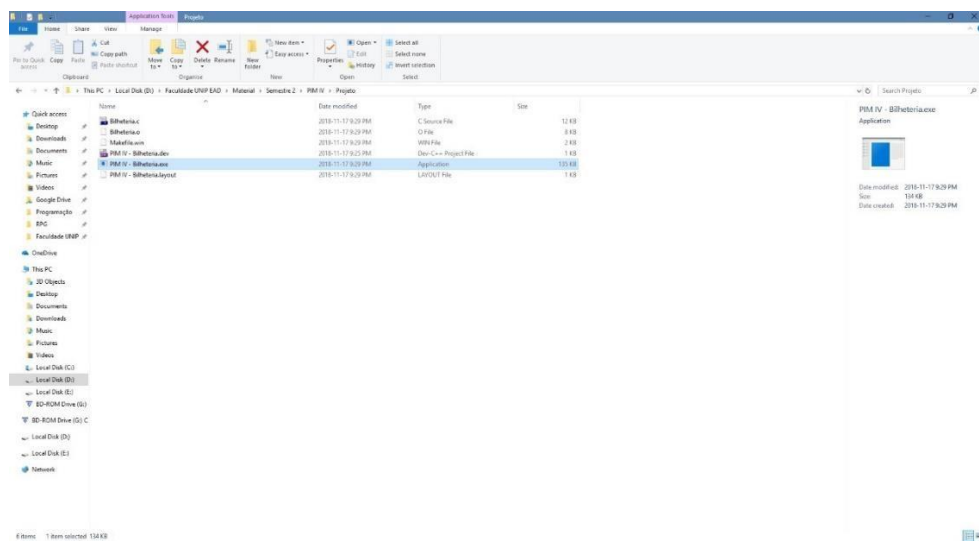 Application Tools Projeto
File Home Share View Manage
Pin to Quick access
Copy
Paste
Cut
Copy path
Paste shortcut
Clipboard
Move to
Copy to
Delete
Rename
Organize
New folder
New item
Easy access
New
Properties
Open
Edit
History
Open
Select all
Select none
Invert selection
Select
This PC > Local Disk (D:) > Faculdade UNIP EAD > Material > Semestre 2 > PIM IV > Projeto
Search Projeto
Name Date modified Type Size
Bilheteria.c 2018-11-17 9:29 PM C Source File 12 KB
Bilheteria.o 2018-11-17 9:29 PM O File 8 KB
Makefile.win 2018-11-17 9:29 PM WIN File 2 KB
PIM IV - Bilheteria.dev 2018-11-17 9:25 PM Dev-C++ Project File 1 KB
PIM IV - Bilheteria.exe 2018-11-17 9:29 PM Application 135 KB
PIM IV - Bilheteria.layout 2018-11-17 9:29 PM LAYOUT File 1 KB
Quick access
Desktop
Downloads
Documents
Music
Pictures
Videos
Google Drive
Programação
RPG
Faculdade UNIP
OneDrive
This PC
3D Objects
Desktop
Documents
Downloads
Music
Pictures
Videos
Local Disk (C:)
Local Disk (D:)
Local Disk (E:)
BD-ROM Drive (G:)
BD-ROM Drive (G:) C
Local Disk (D:)
Local Disk (E:)
Network
PIM IV - Bilheteria.exe
Application
Date modified: 2018-11-17 9:29 PM
Size: 134 KB
Date created: 2018-11-17 9:29 PM
6 items 1 item selected 134 KB